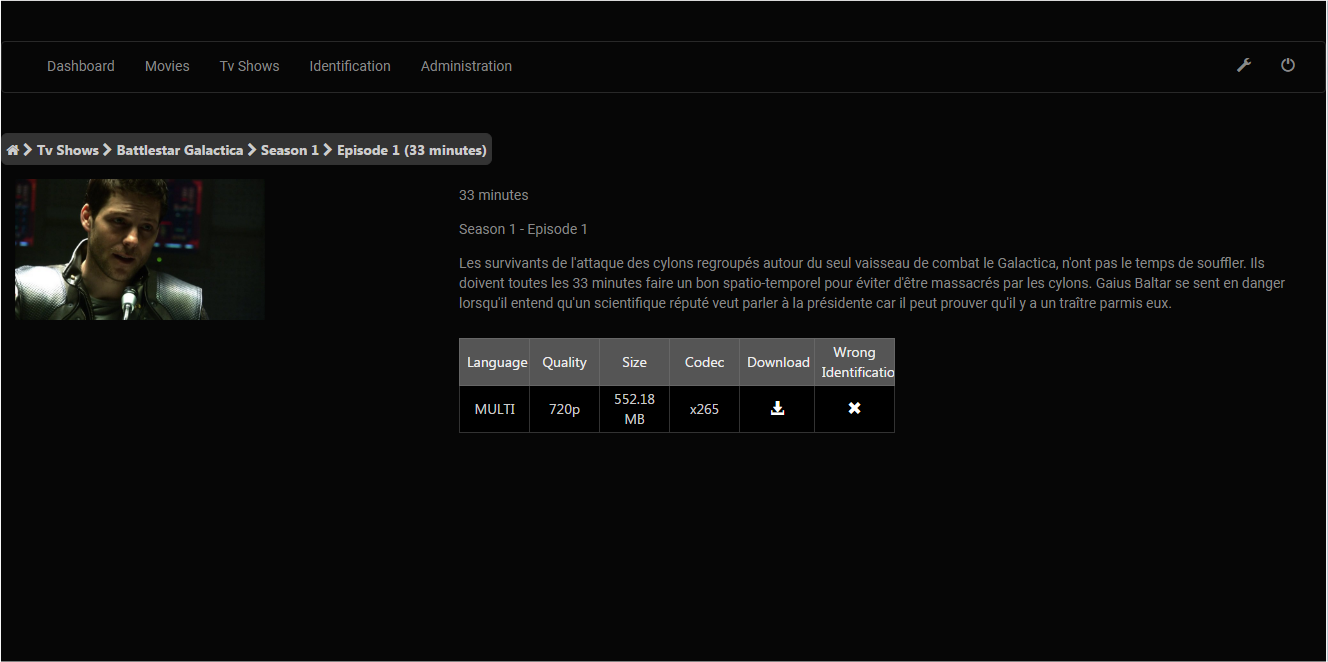 Dashboard Movies Tv Shows Identification Administration
Tv Shows Battlestar Galactica Season 1 Episode 1 (33 minutes)
33 minutes
Season 1 - Episode 1
Les survivants de l'attaque des cylons regroupés autour du seul vaisseau de combat le Galactica, n'ont pas le temps de souffler. Ils
doivent toutes les 33 minutes faire un bon spatio-temporel pour éviter d'être massacrés par les cylons. Gaius Baltar se sent en danger
lorsqu'il entend qu'un scientifique réputé veut parler à la présidente car il peut prouver qu'il y a un traître parmis eux.
Language Quality Size Codec Download Wrong
Identificatio
MULTI 720p 552.18
MB x265